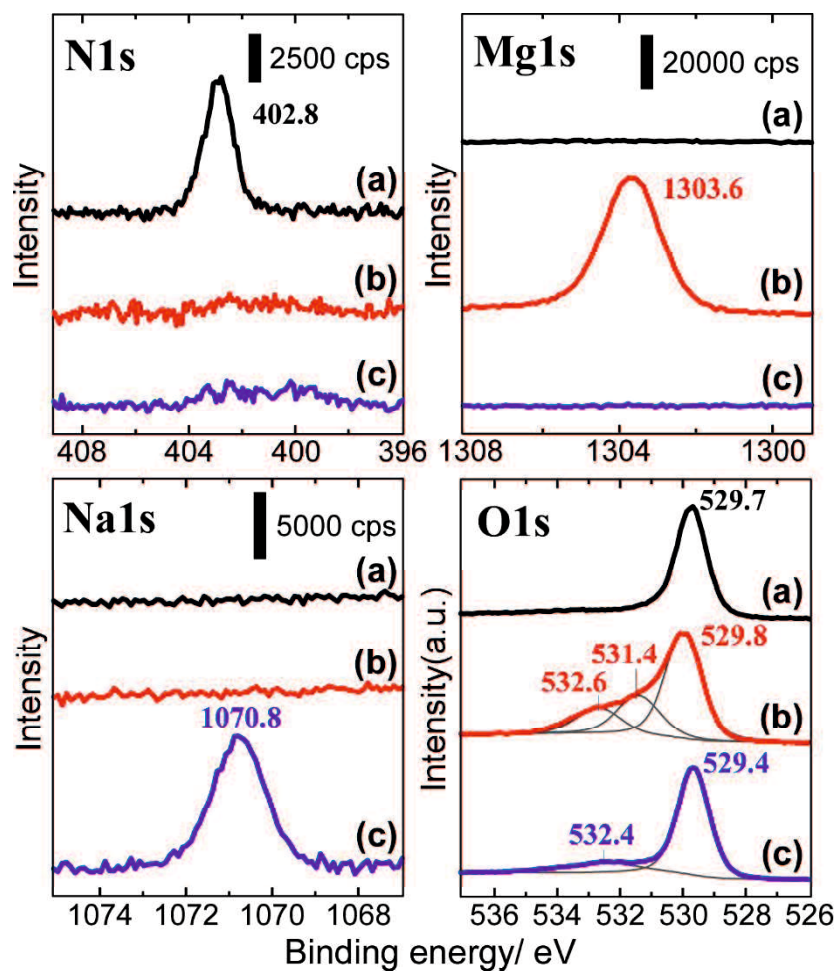 N1s
2500 cps
402.8
(a)
(b)
(c)
Intensity
408 404 400 396
Mg1s
20000 cps
(a)
1303.6
(b)
(c)
Intensity
1308 1304 1300
Na1s
5000 cps
(a)
(b)
1070.8
(c)
Intensity
1074 1072 1070 1068
O1s
529.7
(a)
529.8
531.4
532.6
(b)
529.4
532.4
(c)
Intensity(a.u.)
536 534 532 530 528 526
Binding energy/ eV